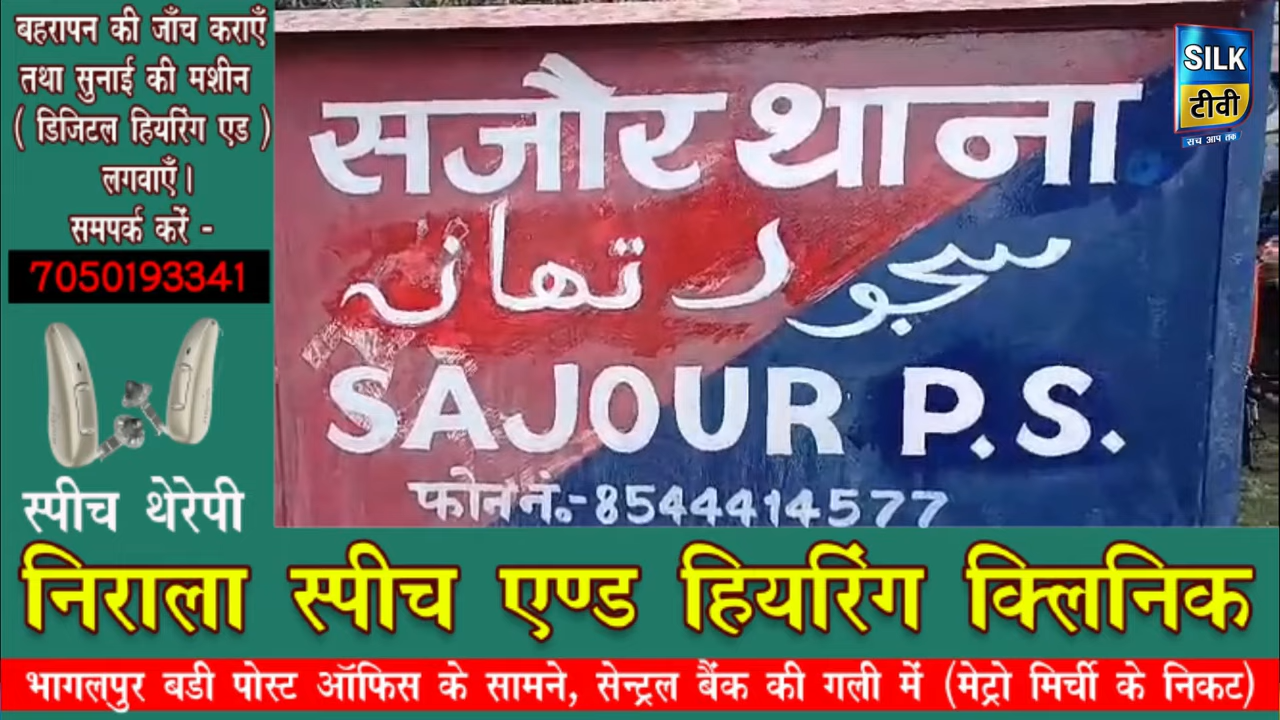 बहरापन की जाँच कराएँ
तथा सुनाई की मशीन
( डिजिटल हियरिंग एड )
लगवाएँ।
समपर्क करें -
7050193341
स्पीच थेरेपी
SILK
टीवी
सच आप तक
सजौर थाना
سجور تھانہ
SAJOUR P.S.
फोन नं०-8544414577
निराला स्पीच एण्ड हियरिंग क्लिनिक
भागलपुर बडी पोस्ट ऑफिस के सामने, सेन्ट्रल बैंक की गली में (मेट्रो मिर्ची के निकट)